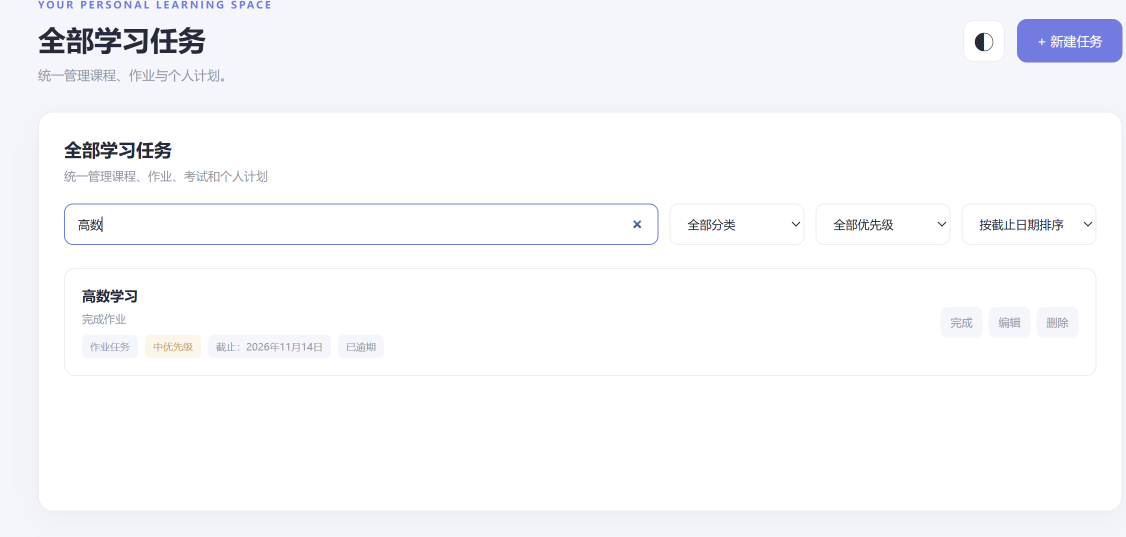 YOUR PERSONAL LEARNING SPACE
全部学习任务
统一管理课程、作业与个人计划。
+ 新建任务
全部学习任务
统一管理课程、作业、考试和个人计划
高数
全部分类
全部优先级
按截止日期排序
高数学习
完成作业
作业任务 中优先级 截止：2026年11月14日 已逾期
完成 编辑 删除